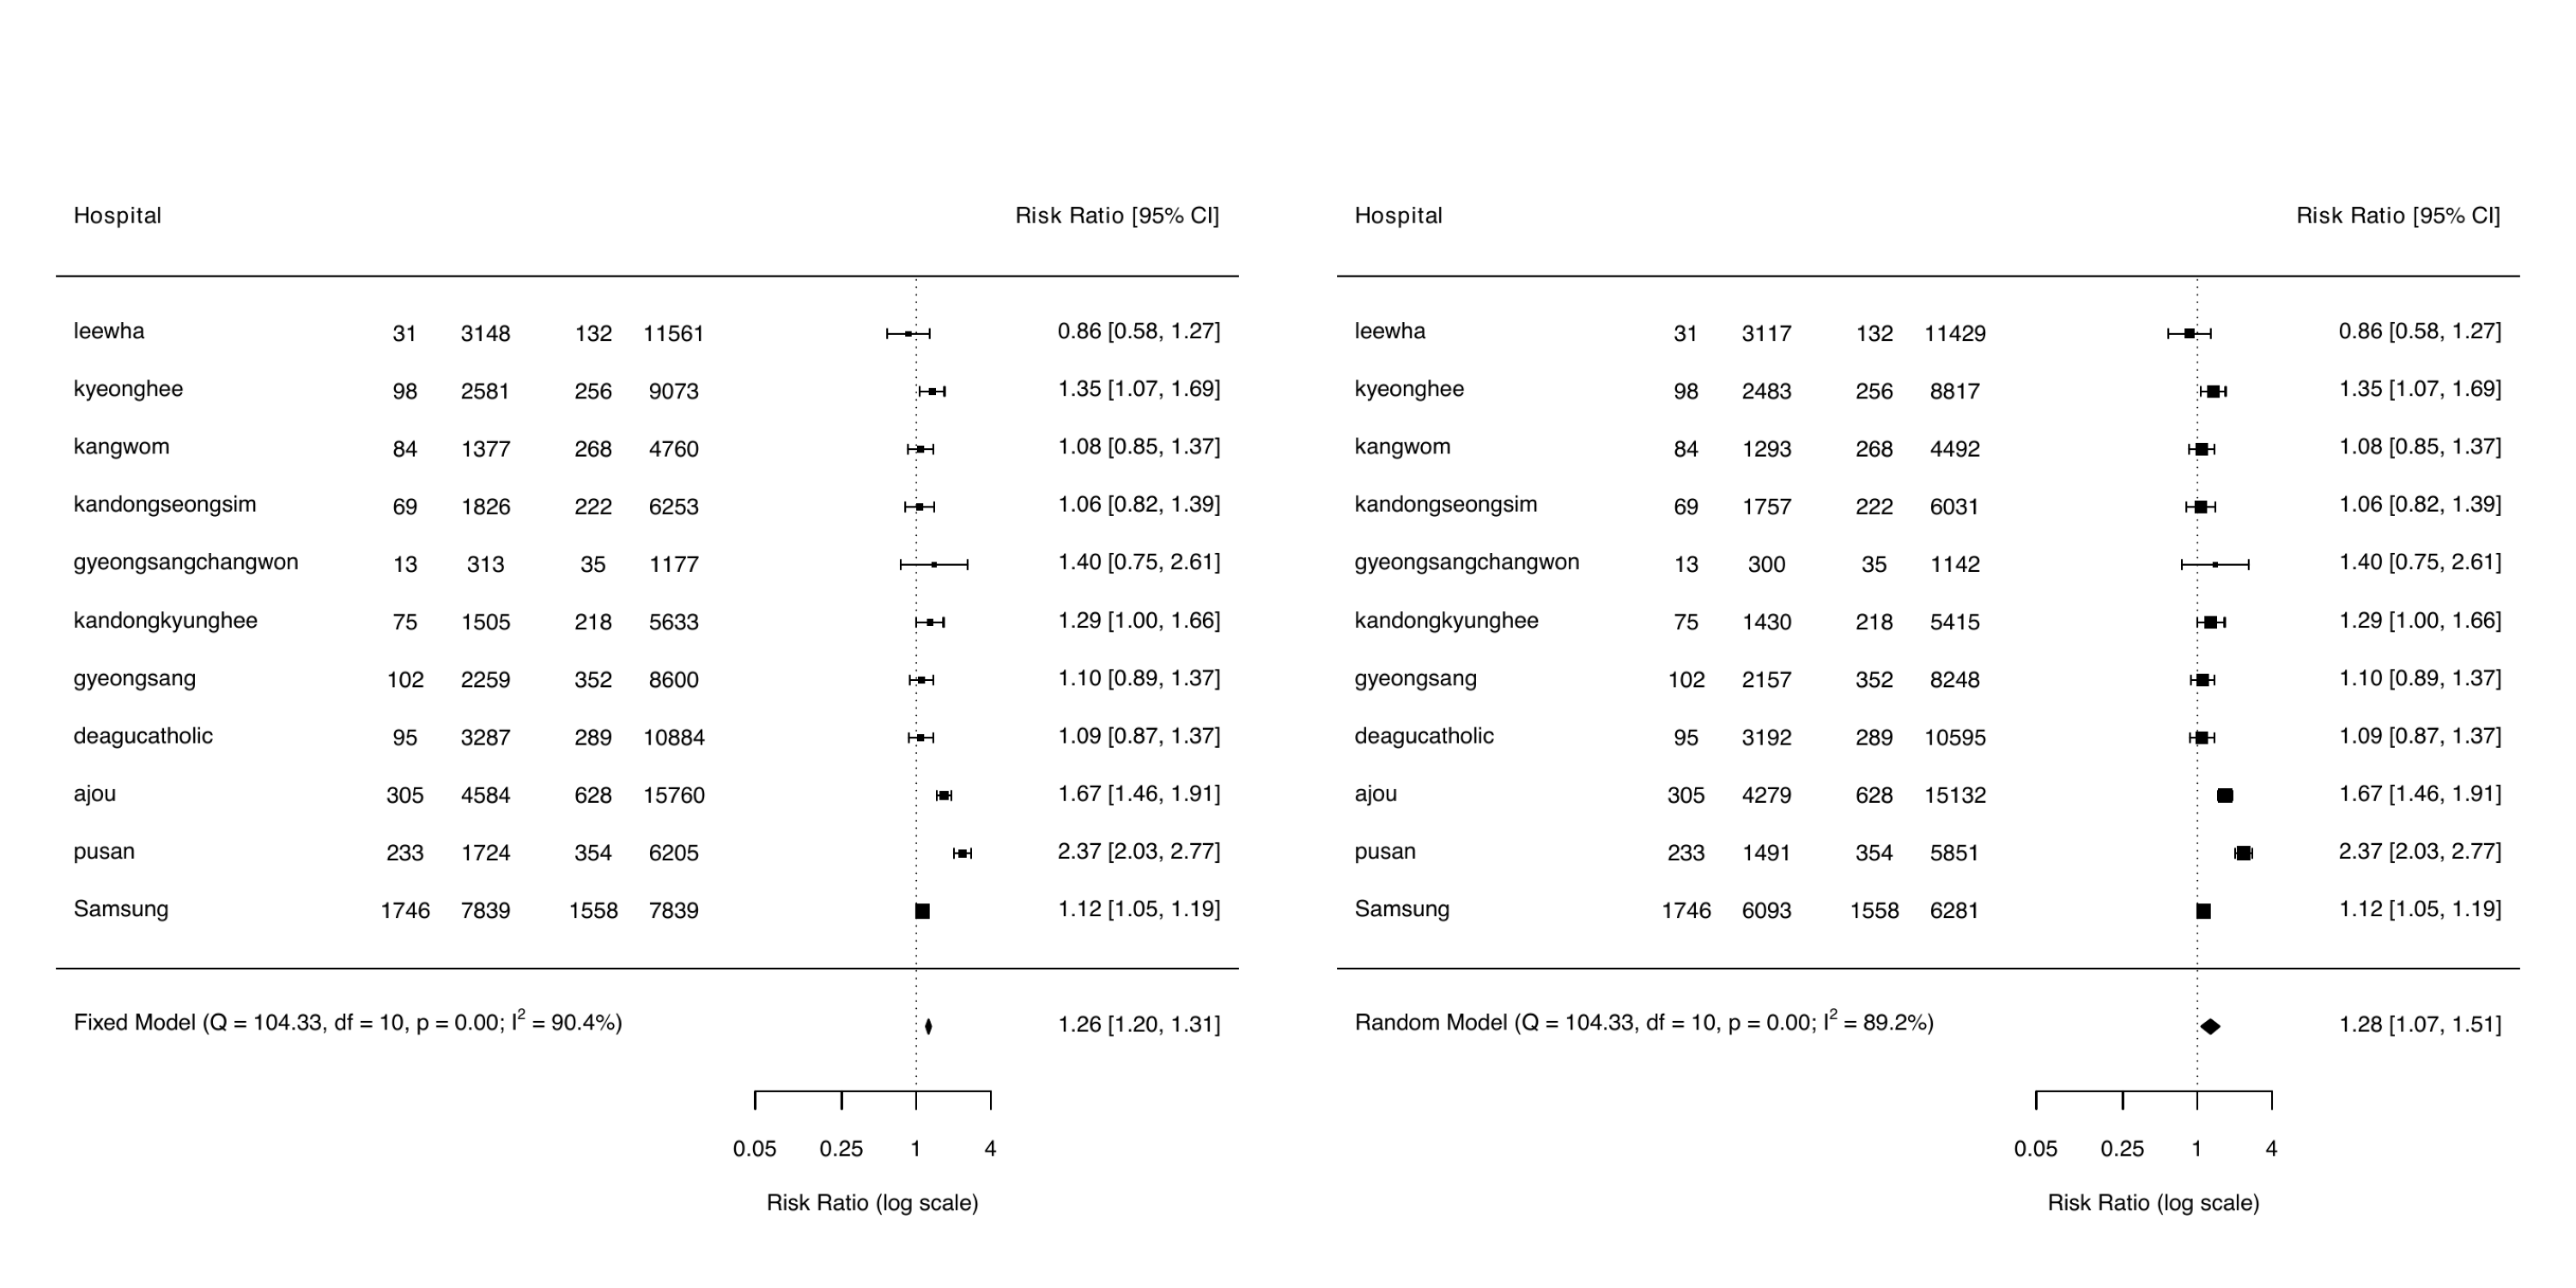 Hospital Risk Ratio [95% CI]
leewha 31 3148 132 11561 0.86 [0.58, 1.27]
kyeonghee 98 2581 256 9073 1.35 [1.07, 1.69]
kangwom 84 1377 268 4760 1.08 [0.85, 1.37]
kandongseongsim 69 1826 222 6253 1.06 [0.82, 1.39]
gyeongsangchangwon 13 313 35 1177 1.40 [0.75, 2.61]
kandongkyunghee 75 1505 218 5633 1.29 [1.00, 1.66]
gyeongsang 102 2259 352 8600 1.10 [0.89, 1.37]
deagucatholic 95 3287 289 10884 1.09 [0.87, 1.37]
ajou 305 4584 628 15760 1.67 [1.46, 1.91]
pusan 233 1724 354 6205 2.37 [2.03, 2.77]
Samsung 1746 7839 1558 7839 1.12 [1.05, 1.19]
Fixed Model (Q = 104.33, df = 10, p = 0.00; I² = 90.4%) 1.26 [1.20, 1.31]
0.05 0.25 1 4
Risk Ratio (log scale)
Hospital Risk Ratio [95% CI]
leewha 31 3117 132 11429 0.86 [0.58, 1.27]
kyeonghee 98 2483 256 8817 1.35 [1.07, 1.69]
kangwom 84 1293 268 4492 1.08 [0.85, 1.37]
kandongseongsim 69 1757 222 6031 1.06 [0.82, 1.39]
gyeongsangchangwon 13 300 35 1142 1.40 [0.75, 2.61]
kandongkyunghee 75 1430 218 5415 1.29 [1.00, 1.66]
gyeongsang 102 2157 352 8248 1.10 [0.89, 1.37]
deagucatholic 95 3192 289 10595 1.09 [0.87, 1.37]
ajou 305 4279 628 15132 1.67 [1.46, 1.91]
pusan 233 1491 354 5851 2.37 [2.03, 2.77]
Samsung 1746 6093 1558 6281 1.12 [1.05, 1.19]
Random Model (Q = 104.33, df = 10, p = 0.00; I² = 89.2%) 1.28 [1.07, 1.51]
0.05 0.25 1 4
Risk Ratio (log scale)